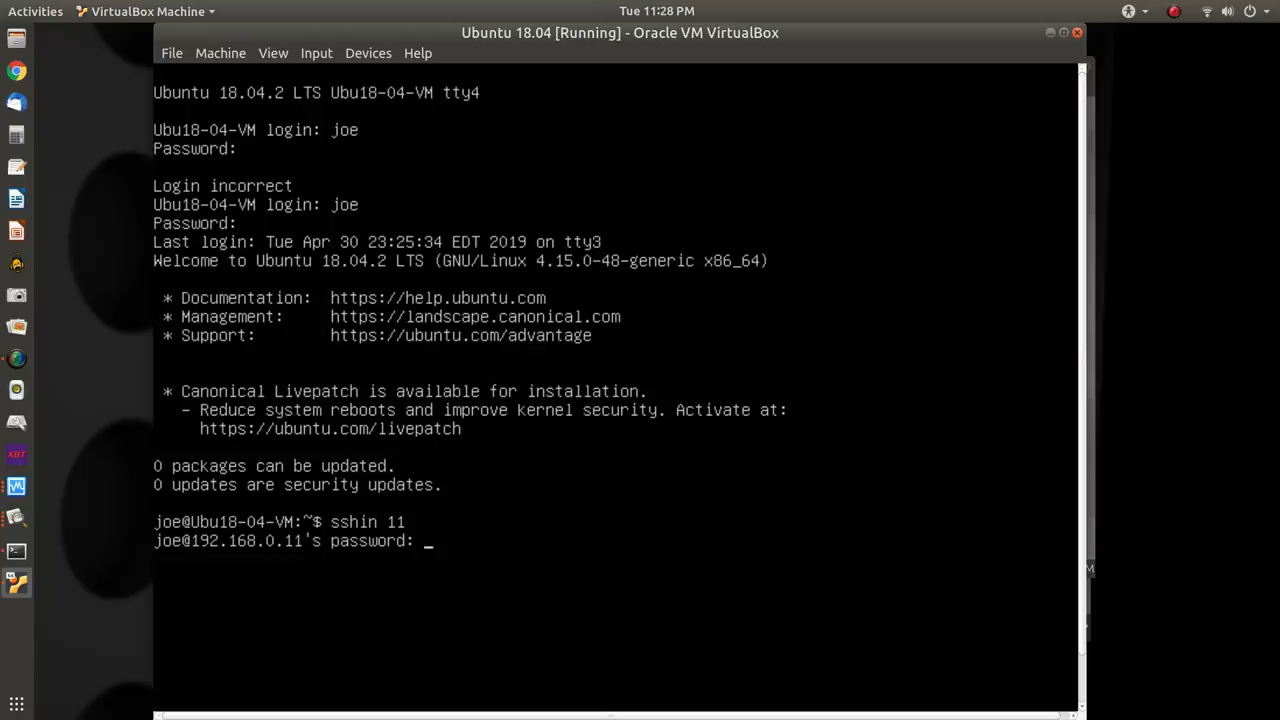 Activities
VirtualBox Machine
Tue 11:28 PM
Ubuntu 18.04 [Running] - Oracle VM VirtualBox
File Machine View Input Devices Help
Ubuntu 18.04.2 LTS Ubu18-04-VM tty4
Ubu18-04-VM login: joe
Password:
Login incorrect
Ubu18-04-VM login: joe
Password:
Last login: Tue Apr 30 23:25:34 EDT 2019 on tty3
Welcome to Ubuntu 18.04.2 LTS (GNU/Linux 4.15.0-48-generic x86_64)
* Documentation: https://help.ubuntu.com
* Management: https://landscape.canonical.com
* Support: https://ubuntu.com/advantage
* Canonical Livepatch is available for installation.
- Reduce system reboots and improve kernel security. Activate at:
https://ubuntu.com/livepatch
0 packages can be updated.
0 updates are security updates.
joe@Ubu18-04-VM:~$ sshin 11
joe@192.168.0.11's password: _
XBT
M